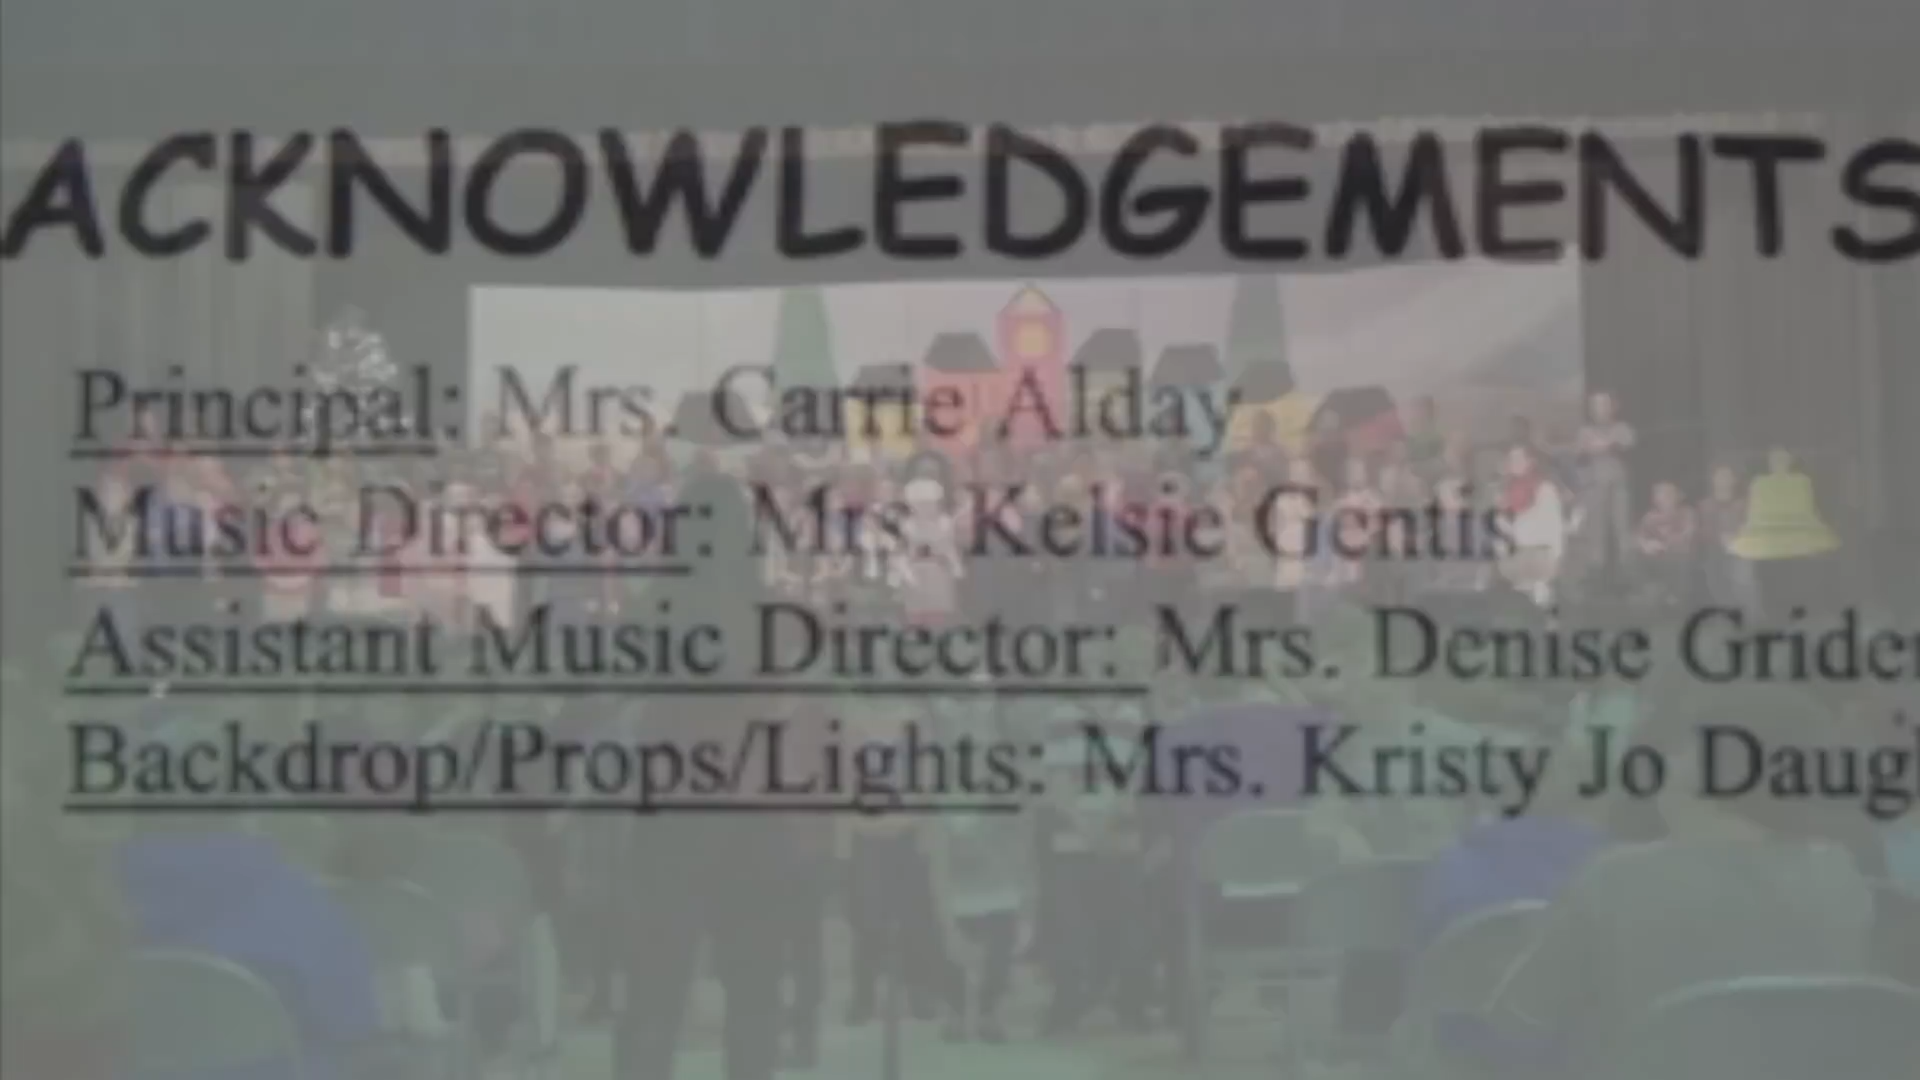 ACKNOWLEDGEMENTS
Principal: Mrs. Carrie Alday
Music Director: Mrs. Kelsie Gentis
Assistant Music Director: Mrs. Denise Grider
Backdrop/Props/Lights: Mrs. Kristy Jo